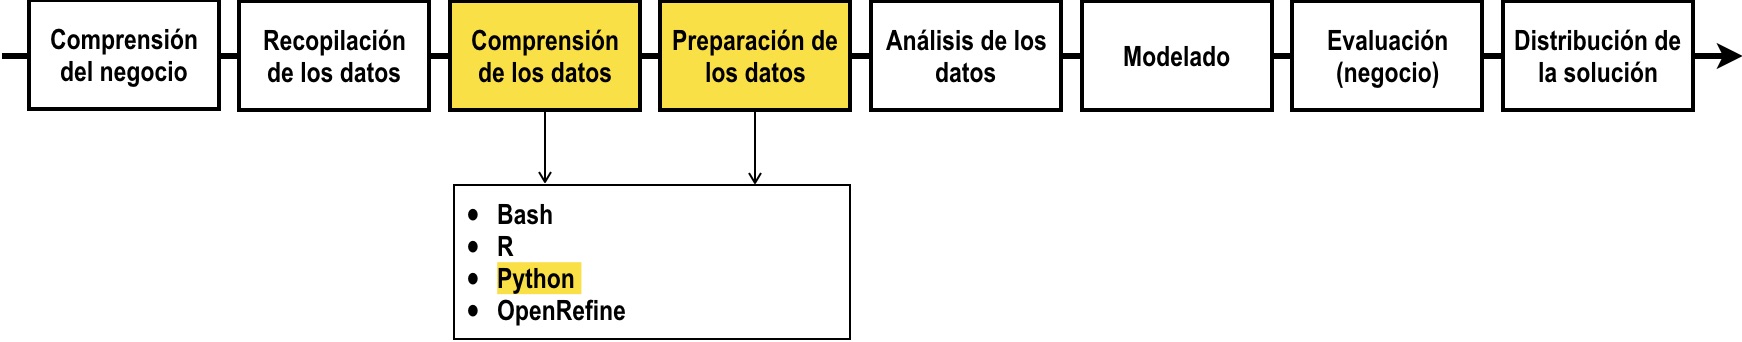 Comprensión
del negocio
Recopilación
de los datos
Comprensión
de los datos
Preparación de
los datos
Análisis de los
datos
Modelado
Evaluación
(negocio)
Distribución de
la solución
• Bash
• R
• Python
• OpenRefine